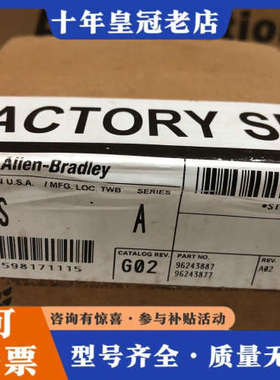 十年皇冠老店
ACTORY S
Allen-Bradley
N U.S.A. / MFG. LOC TWB SERIES
S A
CATALOG REV. PART NO. REV.
G02 96243887 A02
96243877
598171115
咨询有惊喜·参与补贴活动
票 型号齐全·质量